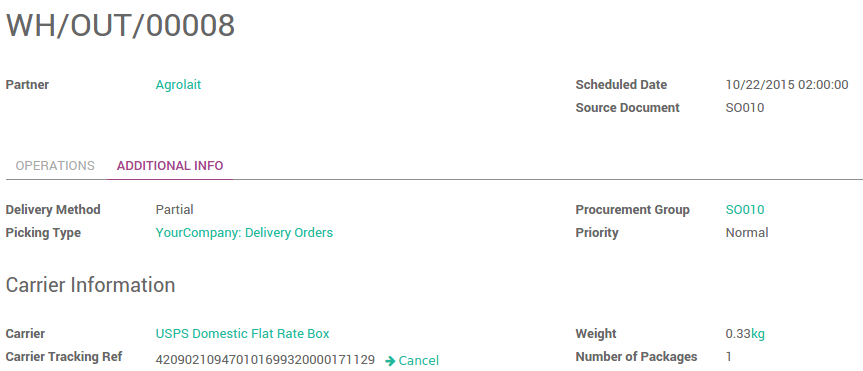 WH/OUT/00008
Partner Agrolait Scheduled Date 10/22/2015 02:00:00
Source Document SO010
OPERATIONS ADDITIONAL INFO
Delivery Method Partial Procurement Group SO010
Picking Type YourCompany: Delivery Orders Priority Normal
Carrier Information
Carrier USPS Domestic Flat Rate Box Weight 0.33kg
Carrier Tracking Ref 420902109470101699320000171129 Cancel Number of Packages 1